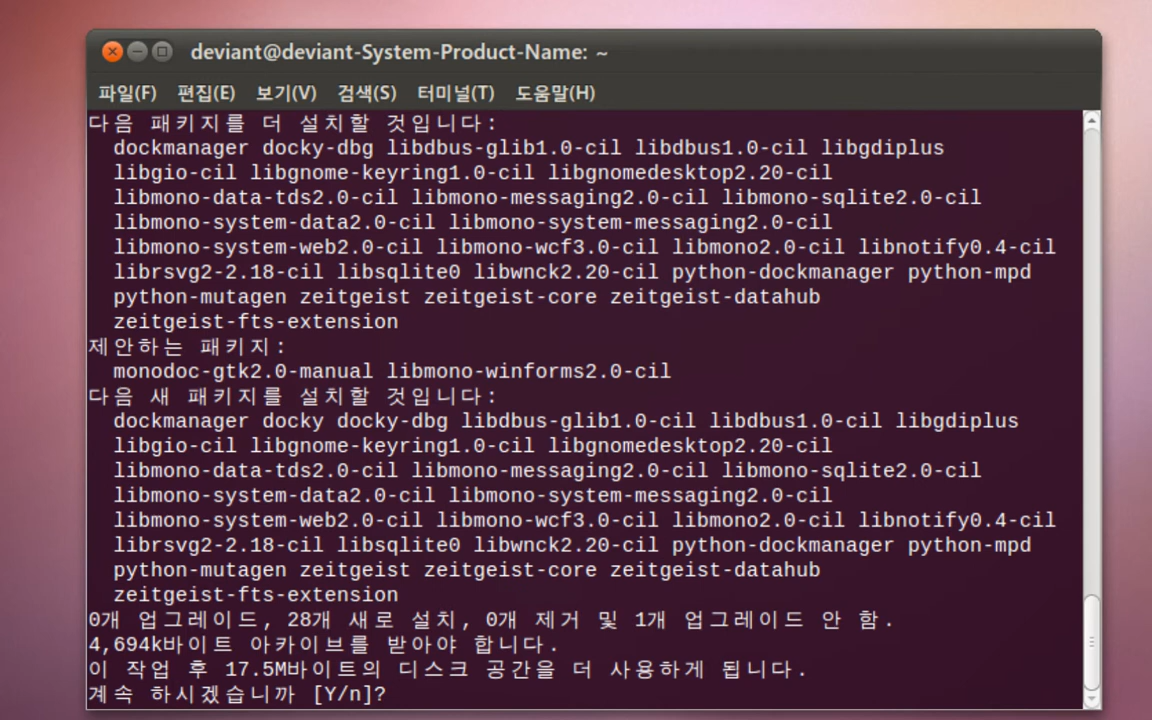 deviant@deviant-System-Product-Name: ~
파일(F) 편집(E) 보기(V) 검색(S) 터미널(T) 도움말(H)
다음 패키지를 더 설치할 것입니다:
dockmanager docky-dbg libdbus-glib1.0-cil libdbus1.0-cil libgdiplus
libgio-cil libgnome-keyring1.0-cil libgnomedesktop2.20-cil
libmono-data-tds2.0-cil libmono-messaging2.0-cil libmono-sqlite2.0-cil
libmono-system-data2.0-cil libmono-system-messaging2.0-cil
libmono-system-web2.0-cil libmono-wcf3.0-cil libmono2.0-cil libnotify0.4-cil
librsvg2-2.18-cil libsqlite0 libwnck2.20-cil python-dockmanager python-mpd
python-mutagen zeitgeist zeitgeist-core zeitgeist-datahub
zeitgeist-fts-extension
제안하는 패키지:
monodoc-gtk2.0-manual libmono-winforms2.0-cil
다음 새 패키지를 설치할 것입니다:
dockmanager docky docky-dbg libdbus-glib1.0-cil libdbus1.0-cil libgdiplus
libgio-cil libgnome-keyring1.0-cil libgnomedesktop2.20-cil
libmono-data-tds2.0-cil libmono-messaging2.0-cil libmono-sqlite2.0-cil
libmono-system-data2.0-cil libmono-system-messaging2.0-cil
libmono-system-web2.0-cil libmono-wcf3.0-cil libmono2.0-cil libnotify0.4-cil
librsvg2-2.18-cil libsqlite0 libwnck2.20-cil python-dockmanager python-mpd
python-mutagen zeitgeist zeitgeist-core zeitgeist-datahub
zeitgeist-fts-extension
0개 업그레이드, 28개 새로 설치, 0개 제거 및 1개 업그레이드 안 함.
4,694k바이트 아카이브를 받아야 합니다.
이 작업 후 17.5M바이트의 디스크 공간을 더 사용하게 됩니다.
계속 하시겠습니까 [Y/n]?